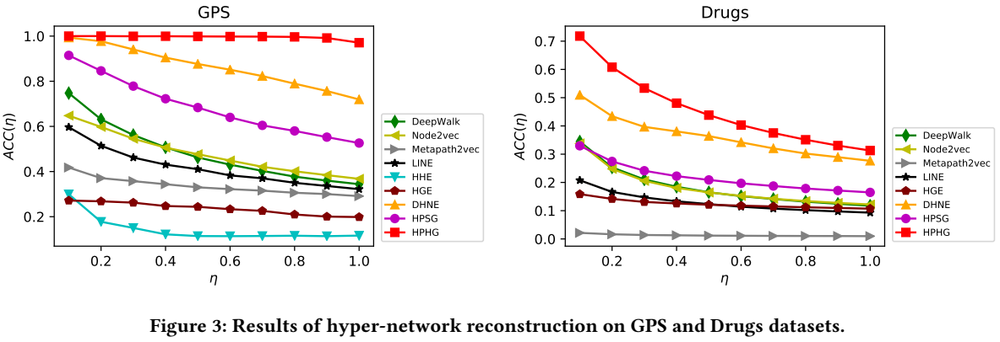 GPS
1.0
0.8
0.6
0.4
0.2
ACC(η)
0.2 0.4 0.6 0.8 1.0
η
DeepWalk
Node2vec
Metapath2vec
LINE
HHE
HGE
DHNE
HPSG
HPHG
Drugs
0.7
0.6
0.5
0.4
0.3
0.2
0.1
0.0
ACC(η)
0.2 0.4 0.6 0.8 1.0
η
DeepWalk
Node2vec
Metapath2vec
LINE
HGE
DHNE
HPSG
HPHG
Figure 3: Results of hyper-network reconstruction on GPS and Drugs datasets.